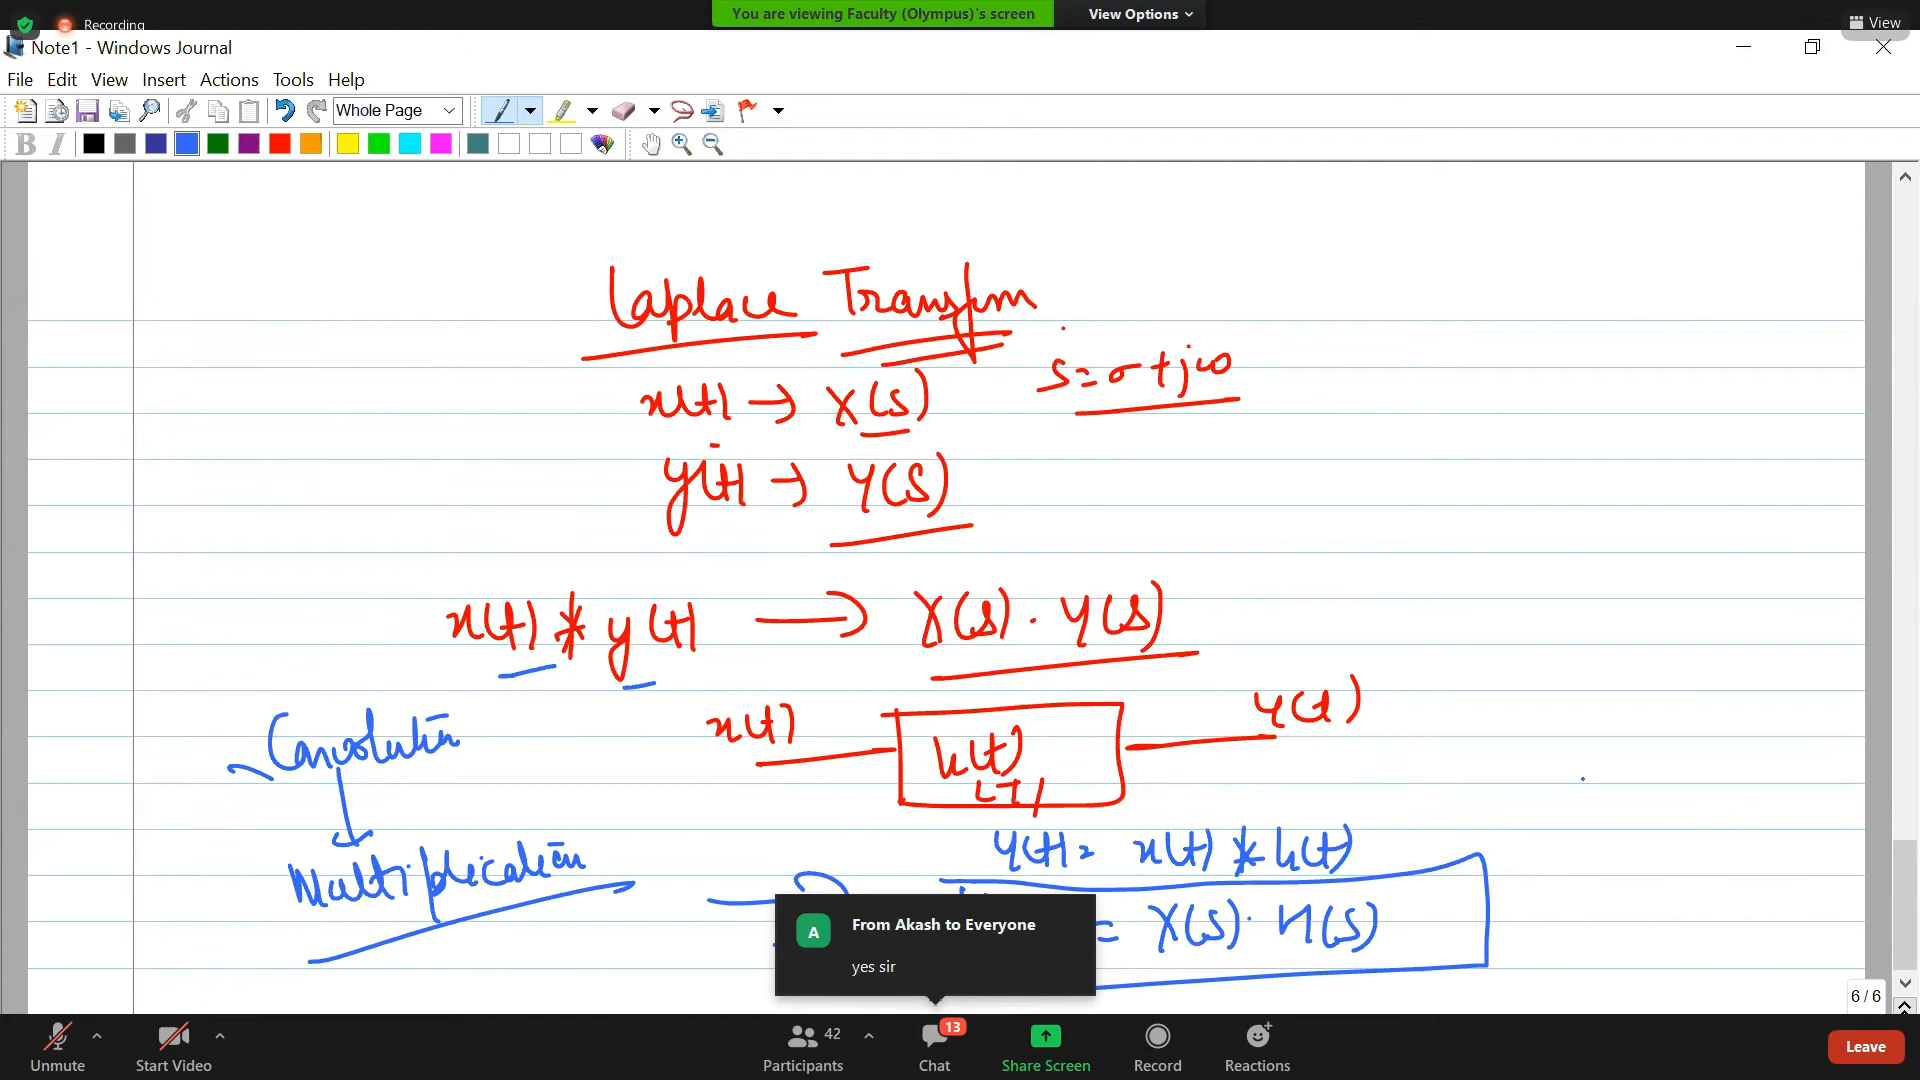 Recording
You are viewing Faculty (Olympus)'s screen
View Options
View
Note1 - Windows Journal
File Edit View Insert Actions Tools Help
Whole Page
B I
Laplace Transfrm
s = σ + jω
x(t) → X(s)
y(t) → Y(s)
x(t) * y(t) → X(s) . Y(s)
x(t)
h(t)
LTI
y(t)
Convolution
Multiplication
y(t) = x(t) * h(t)
= X(s) . H(s)
A
From Akash to Everyone
yes sir
6 / 6
Unmute
Start Video
42
Participants
13
Chat
Share Screen
Record
Reactions
Leave